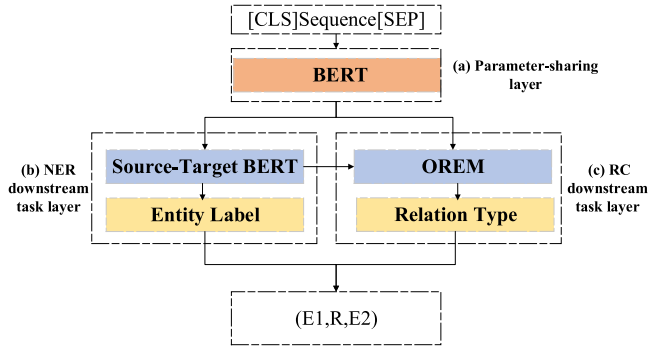 [CLS]Sequence[SEP]
BERT
(a) Parameter-sharing
layer
(b) NER
downstream
task layer
Source-Target BERT
Entity Label
OREM
Relation Type
(c) RC
downstream
task layer
(E1,R,E2)